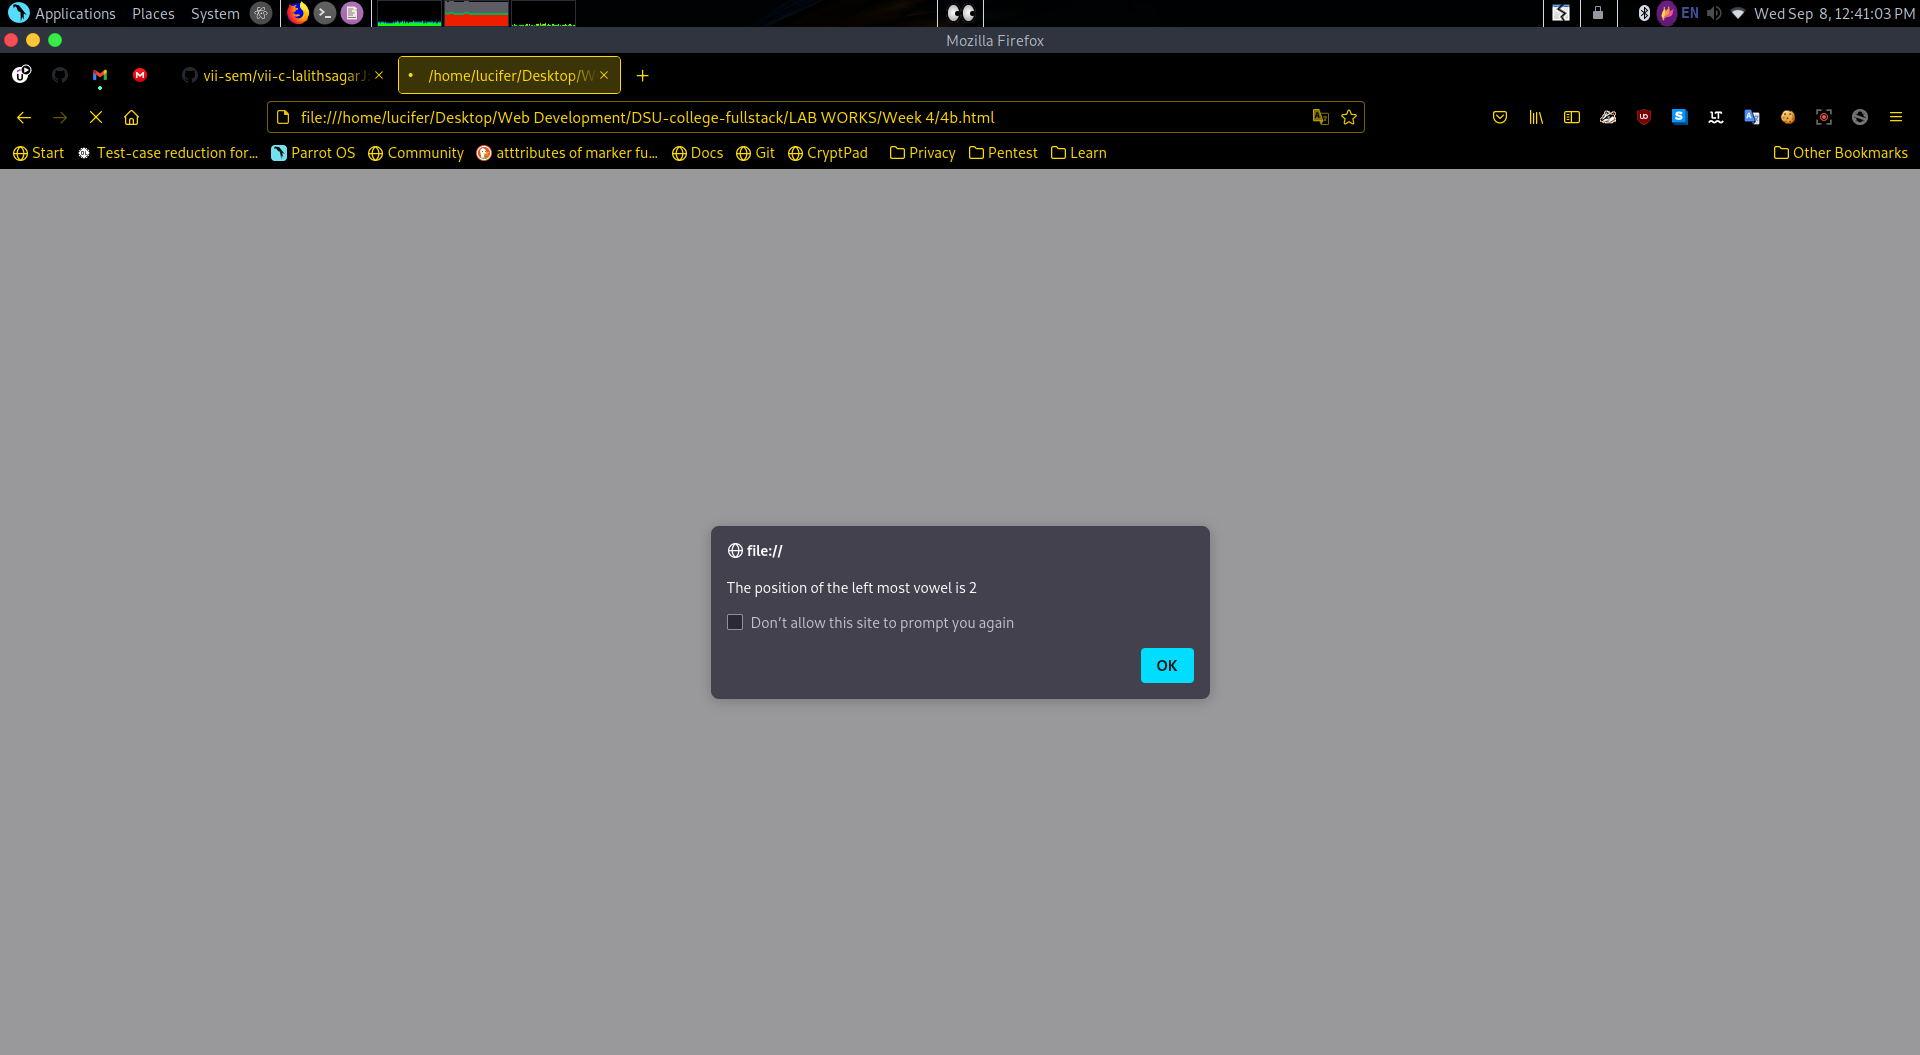 Applications Places System EN Wed Sep 8, 12:41:03 PM
Mozilla Firefox
vii-sem/vii-c-lalithsagarJ /home/lucifer/Desktop/W
file:///home/lucifer/Desktop/Web Development/DSU-college-fullstack/LAB WORKS/Week 4/4b.html
Start Test-case reduction for... Parrot OS Community atttributes of marker fu... Docs Git CryptPad Privacy Pentest Learn Other Bookmarks
file://
The position of the left most vowel is 2
Don't allow this site to prompt you again
OK